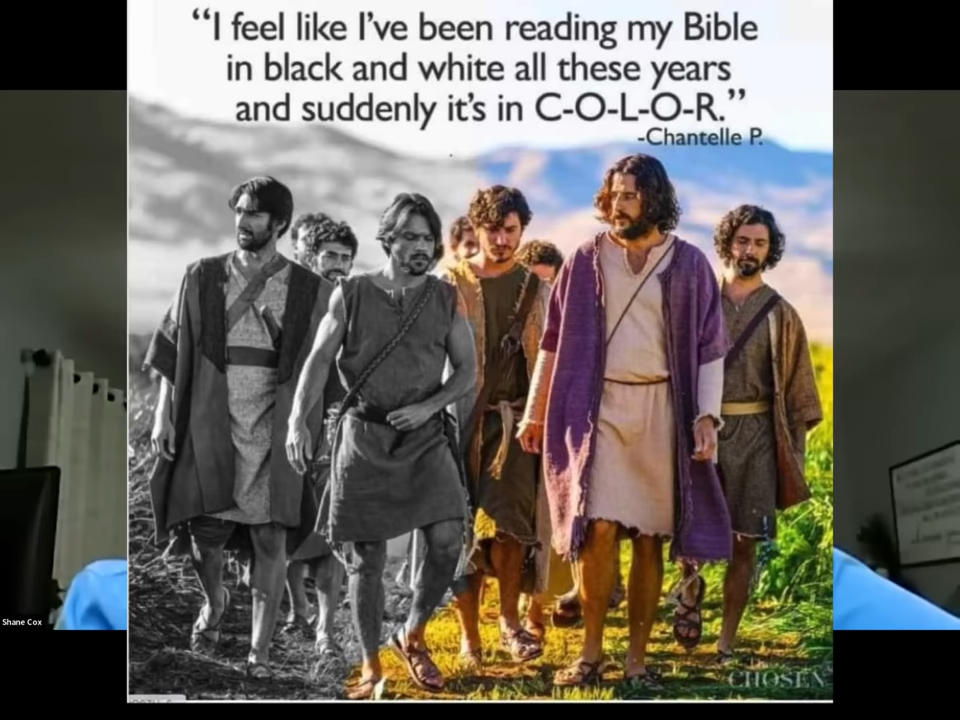 “I feel like I’ve been reading my Bible
in black and white all these years
and suddenly it’s in C-O-L-O-R.”
-Chantelle P.
Shane Cox
CHOSEN